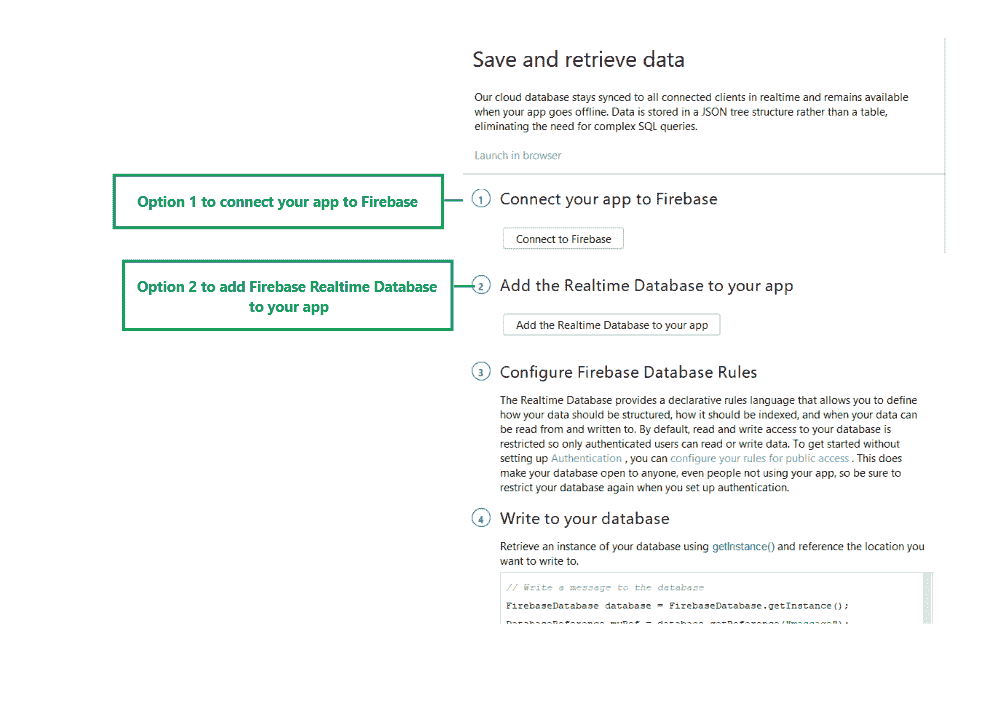 Save and retrieve data
Our cloud database stays synced to all connected clients in realtime and remains available
when your app goes offline. Data is stored in a JSON tree structure rather than a table,
eliminating the need for complex SQL queries.
Launch in browser
Option 1 to connect your app to Firebase
1 Connect your app to Firebase
Connect to Firebase
Option 2 to add Firebase Realtime Database
to your app
2 Add the Realtime Database to your app
Add the Realtime Database to your app
3 Configure Firebase Database Rules
The Realtime Database provides a declarative rules language that allows you to define
how your data should be structured, how it should be indexed, and when your data can
be read from and written to. By default, read and write access to your database is
restricted so only authenticated users can read or write data. To get started without
setting up Authentication , you can configure your rules for public access . This does
make your database open to anyone, even people not using your app, so be sure to
restrict your database again when you set up authentication.
4 Write to your database
Retrieve an instance of your database using getInstance() and reference the location you
want to write to.
// Write a message to the database
FirebaseDatabase database = FirebaseDatabase.getInstance();
DatabaseReference myRef = database.getReference("message");